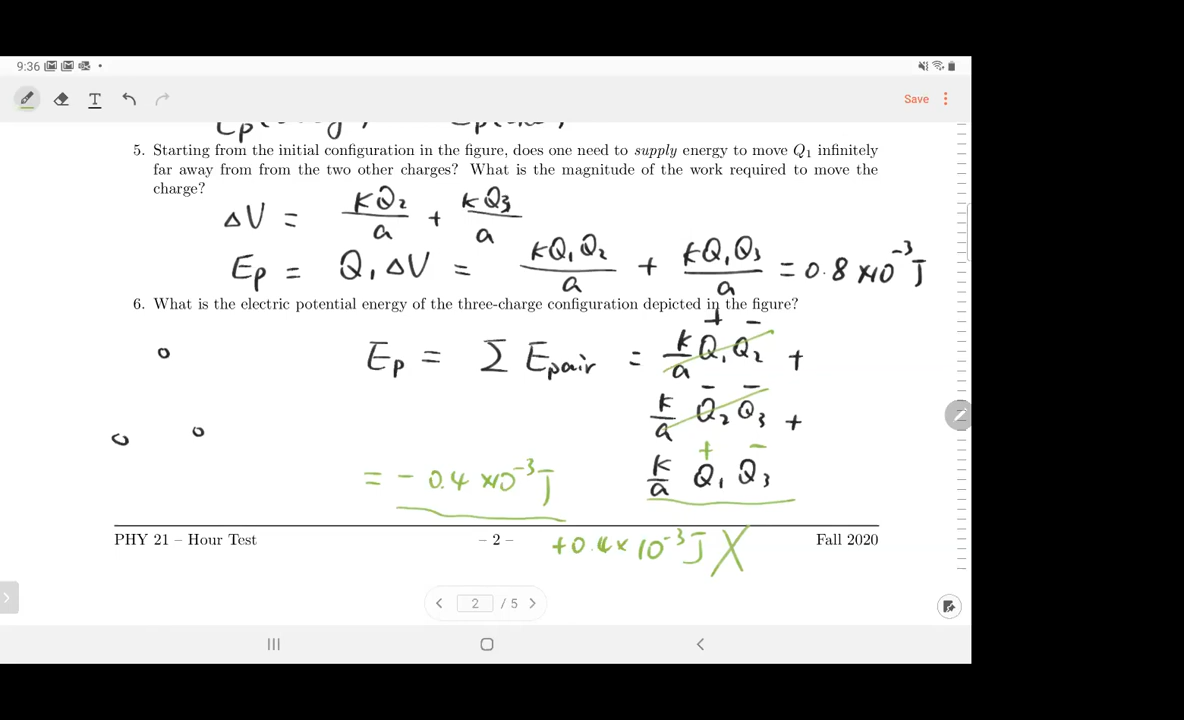 9:36
T
Save
5. Starting from the initial configuration in the figure, does one need to supply energy to move Q1 infinitely
far away from from the two other charges? What is the magnitude of the work required to move the
charge?
ΔV = kQ2/a + kQ3/a
Ep = Q1 ΔV = kQ1Q2/a + kQ1Q3/a = 0.8 ×10^-3 J
6. What is the electric potential energy of the three-charge configuration depicted in the figure?
+ −
Ep = Σ Epair = k/a Q1Q2 +
− −
k/a Q2Q3 +
+ −
k/a Q1Q3
= − 0.4 ×10^-3 J
PHY 21 – Hour Test – 2 – Fall 2020
+0.4× 10^-3 J X
2 / 5